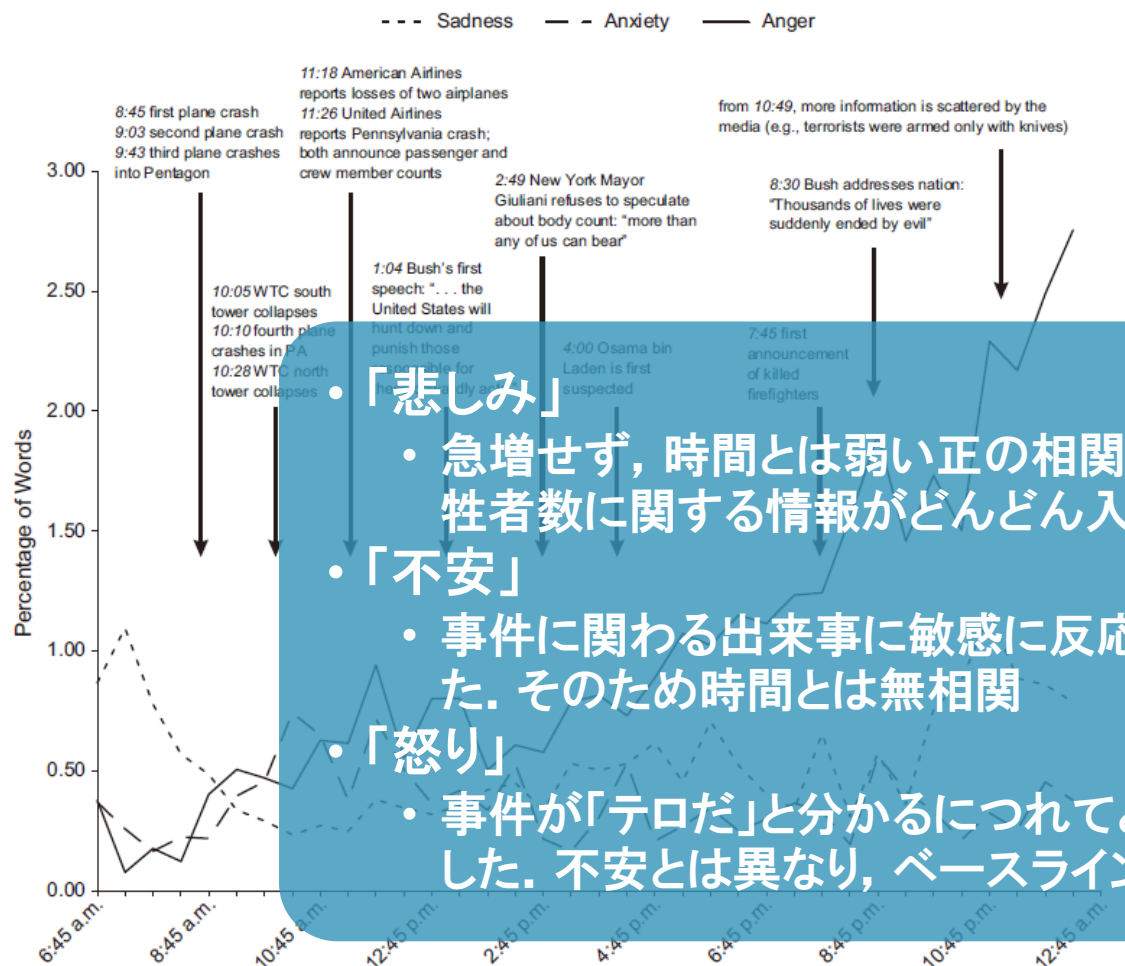 Sadness Anxiety Anger
8:45 first plane crash
9:03 second plane crash
9:43 third plane crashes
into Pentagon
11:18 American Airlines
reports losses of two airplanes
11:26 United Airlines
reports Pennsylvania crash;
both announce passenger and
crew member counts
from 10:49, more information is scattered by the
media (e.g., terrorists were armed only with knives)
2:49 New York Mayor
Giuliani refuses to speculate
about body count: “more than
any of us can bear”
8:30 Bush addresses nation:
“Thousands of lives were
suddenly ended by evil”
10:05 WTC south
tower collapses
10:10 fourth plane
crashes in PA
10:28 WTC north
tower collapses
1:04 Bush's first
speech: “. . . the
United States will
hunt down and
punish those
responsible for
4:00 Osama bin
Laden is first
suspected
7:45 first
announcement
of killed
firefighters
Percentage of Words
3.00
2.50
2.00
1.50
1.00
0.50
0.00
• 「悲しみ」
• 急増せず，時間とは弱い正の相関
牲者数に関する情報がどんどん入
• 「不安」
• 事件に関わる出来事に敏感に反応
た．そのため時間とは無相関
• 「怒り」
• 事件が「テロだ」と分かるにつれて
した．不安とは異なり，ベースライン
6:45 a.m.
8:45 a.m.
10:45 a.m.
12:45 p.m.
2:45 p.m.
4:45 p.m.
6:45 p.m.
8:45 p.m.
10:45 p.m.
12:45 a.m.